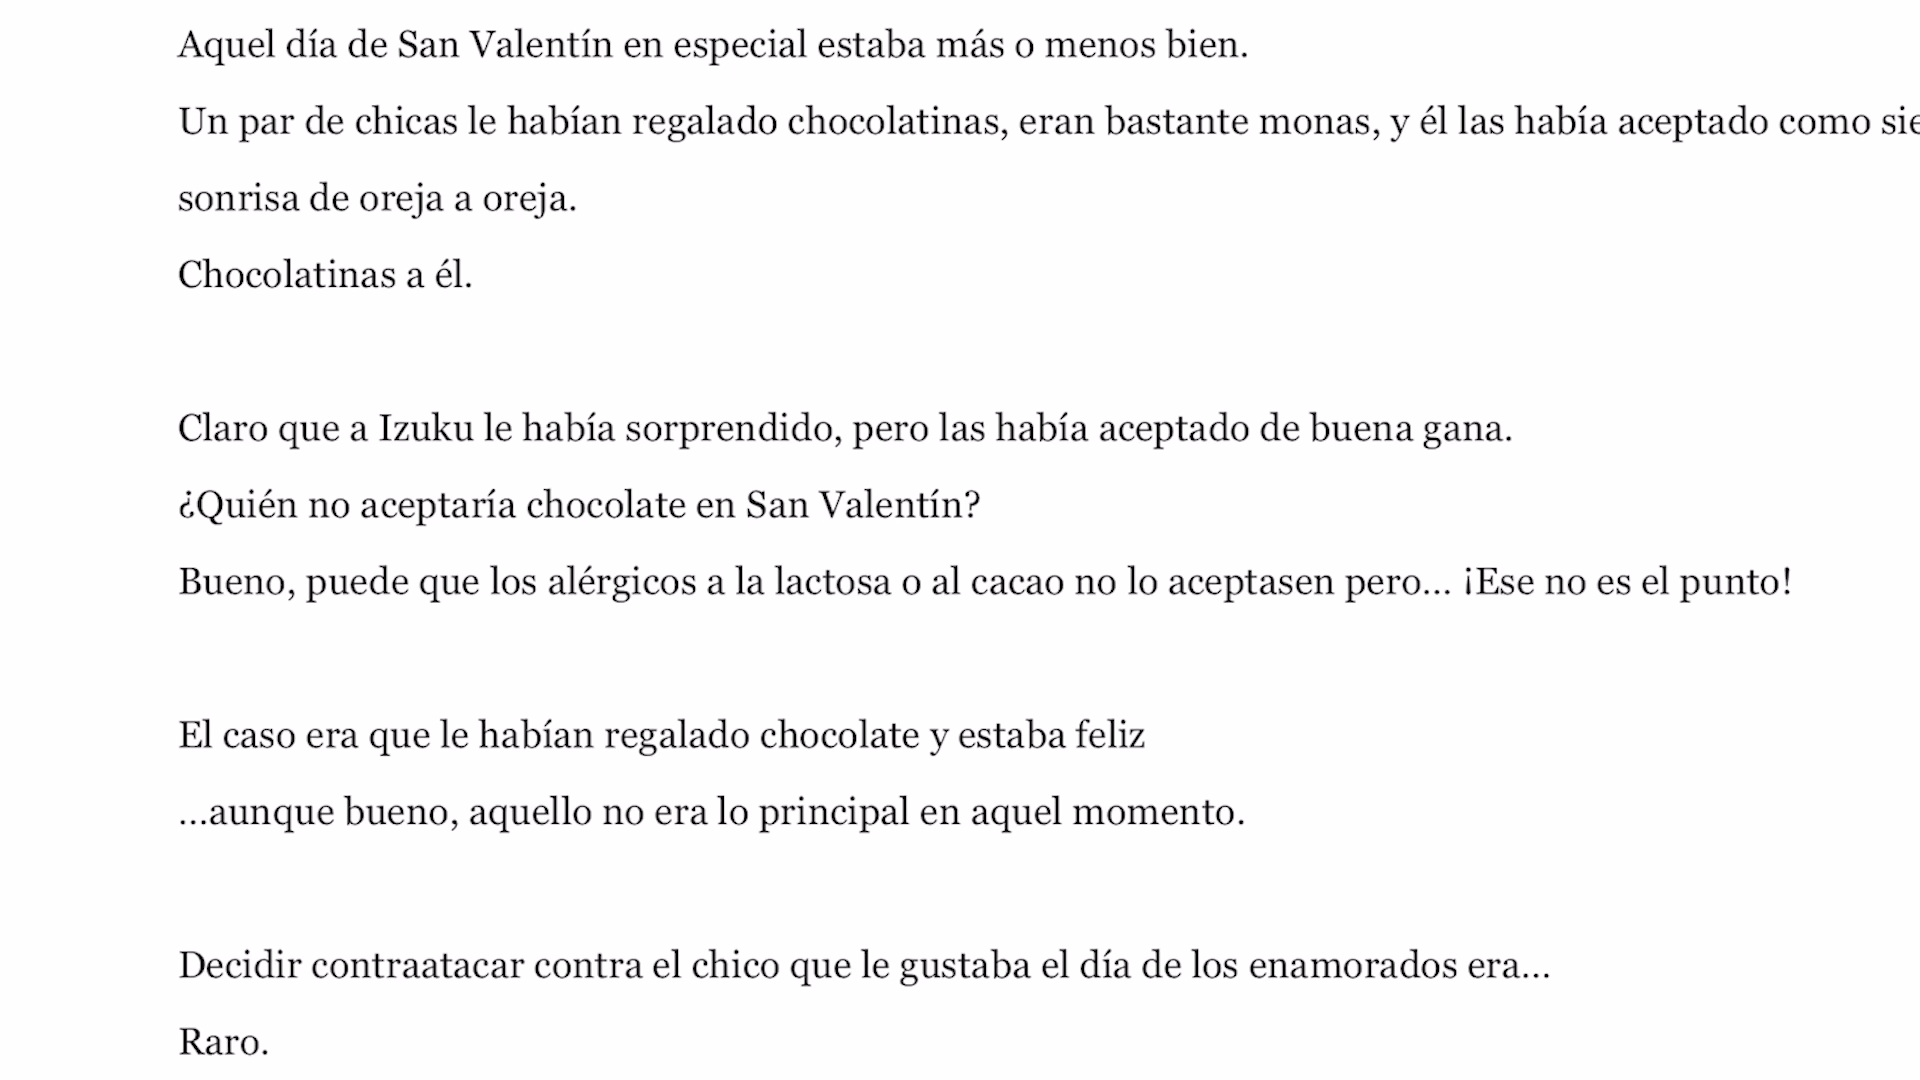 Aquel día de San Valentín en especial estaba más o menos bien.
Un par de chicas le habían regalado chocolatinas, eran bastante monas, y él las había aceptado como
sonrisa de oreja a oreja.
Chocolatinas a él.
Claro que a Izuku le había sorprendido, pero las había aceptado de buena gana.
¿Quién no aceptaría chocolate en San Valentín?
Bueno, puede que los alérgicos a la lactosa o al cacao no lo aceptasen pero... ¡Ese no es el punto!
El caso era que le habían regalado chocolate y estaba feliz
...aunque bueno, aquello no era lo principal en aquel momento.
Decidir contraatacar contra el chico que le gustaba el día de los enamorados era...
Raro.